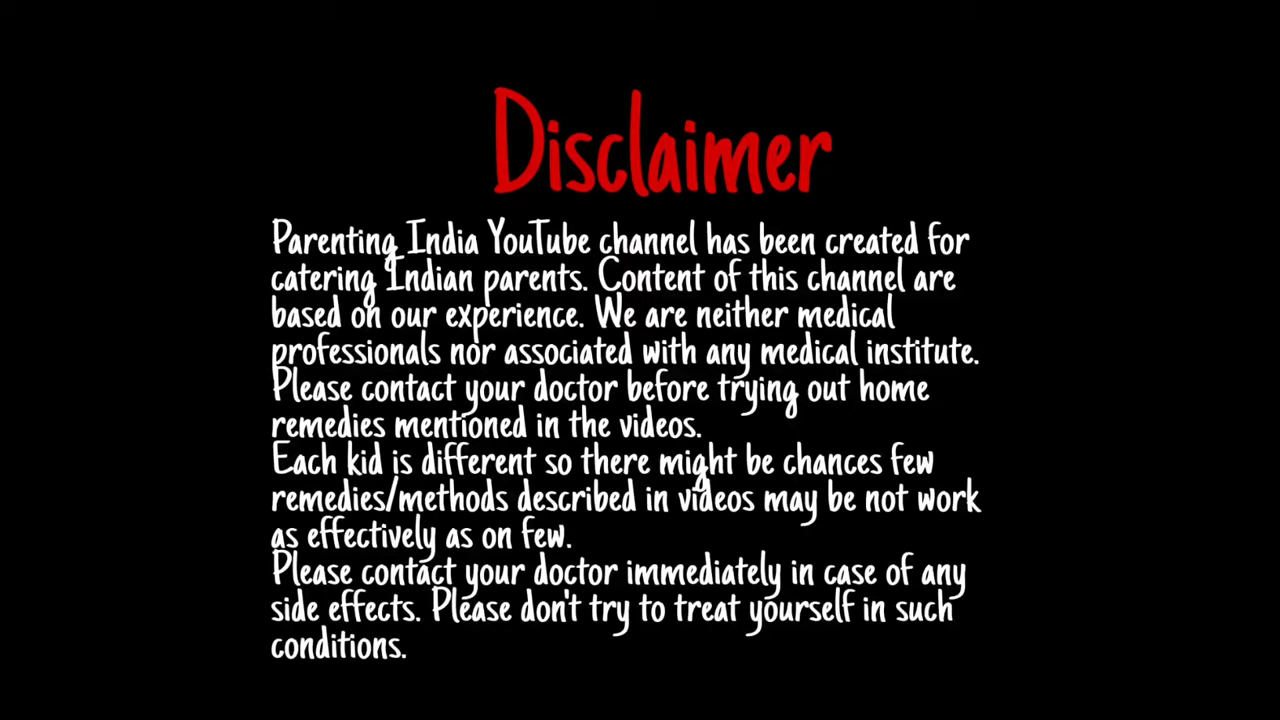 Disclaimer
Parenting India YouTube channel has been created for
catering Indian parents. Content of this channel are
based on our experience. We are neither medical
professionals nor associated with any medical institute.
Please contact your doctor before trying out home
remedies mentioned in the videos.
Each kid is different so there might be chances few
remedies/methods described in videos may be not work
as effectively as on few.
Please contact your doctor immediately in case of any
side effects. Please don't try to treat yourself in such
conditions.